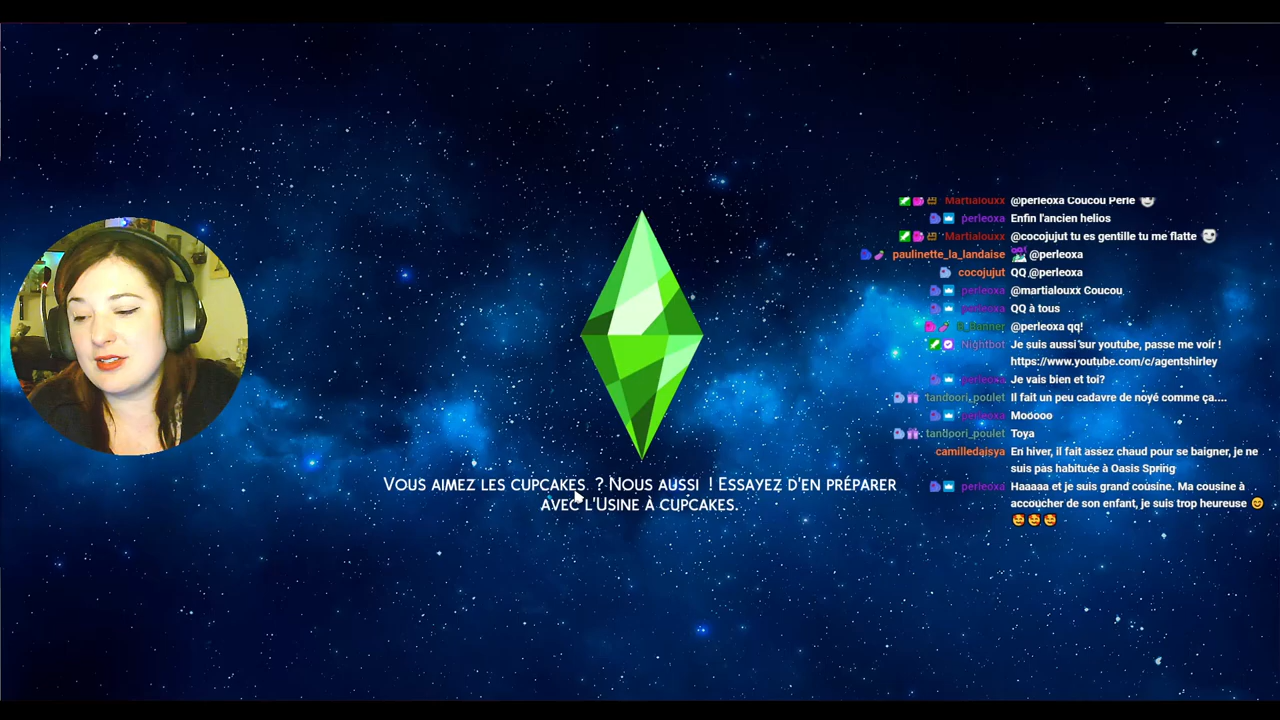 Martialouxx @perleoxa Coucou Perle
perleoxa Enfin l'ancien helios
Martialouxx @cocojujut tu es gentille tu me flatte
paulinette_la_landaise @perleoxa
cocojujut QQ @perleoxa
perleoxa @martialouxx Coucou
perleoxa QQ à tous
@perleoxa qq!
Nightbot Je suis aussi sur youtube, passe me voir !
https://www.youtube.com/c/agentshirley
perleoxa Je vais bien et toi?
tandoori_poulet Il fait un peu cadavre de noyé comme ça....
perleoxa Moooo
tandoori_poulet Toya
camilledaisya En hiver, il fait assez chaud pour se baigner, je ne
suis pas habituée à Oasis Spring
perleoxa Haaaaa et je suis grand cousine. Ma cousine à
accoucher de son enfant, je suis trop heureuse
Vous aimez les cupcakes ? Nous aussi ! Essayez d'en préparer
avec l'Usine à cupcakes.